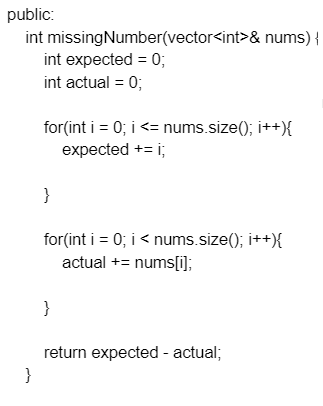 public:
int missingNumber(vector<int>& nums) {
int expected = 0;
int actual = 0;
for(int i = 0; i <= nums.size(); i++){
expected += i;
}
for(int i = 0; i < nums.size(); i++){
actual += nums[i];
}
return expected - actual;
}